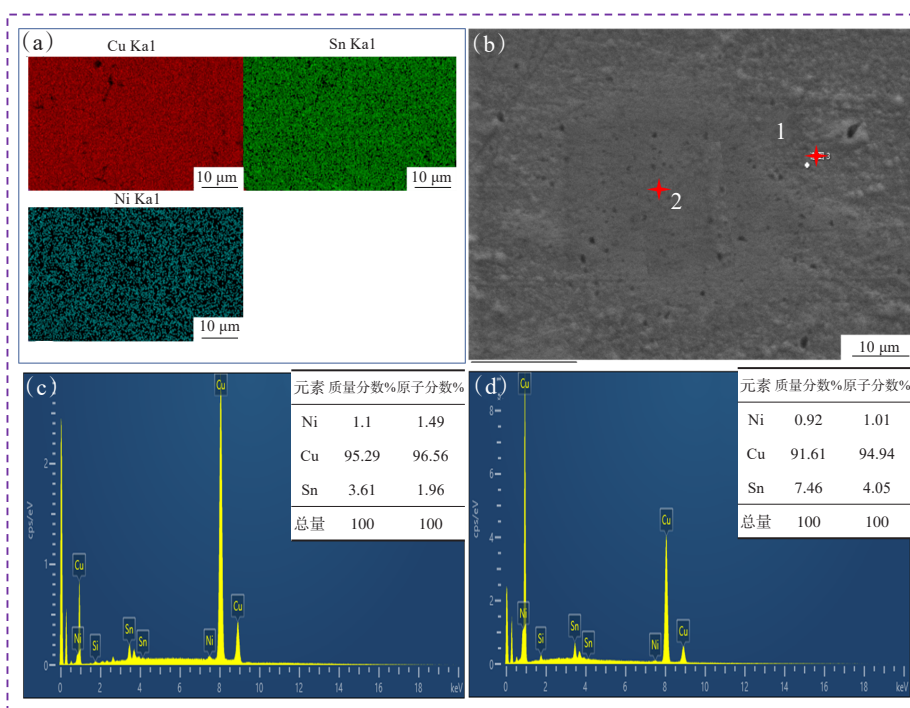 (a)
Cu Ka1
Sn Ka1
10 μm
10 μm
Ni Ka1
10 μm
(b)
1
3
2
10 μm
(c)
元素 质量分数% 原子分数%
Ni 1.1 1.49
Cu 95.29 96.56
Sn 3.61 1.96
总量 100 100
Cu
Cu
Cu
Sn
Ni
Si
Sn
Ni
cps/eV
2
1
0
0 2 4 6 8 10 12 14 16 18 keV
(d)
元素 质量分数% 原子分数%
Ni 0.92 1.01
Cu 91.61 94.94
Sn 7.46 4.05
总量 100 100
Cu
Cu
Ni
Sn
Si
Sn
Ni
Cu
cps/eV
8
6
4
2
0
0 2 4 6 8 10 12 14 16 18 keV